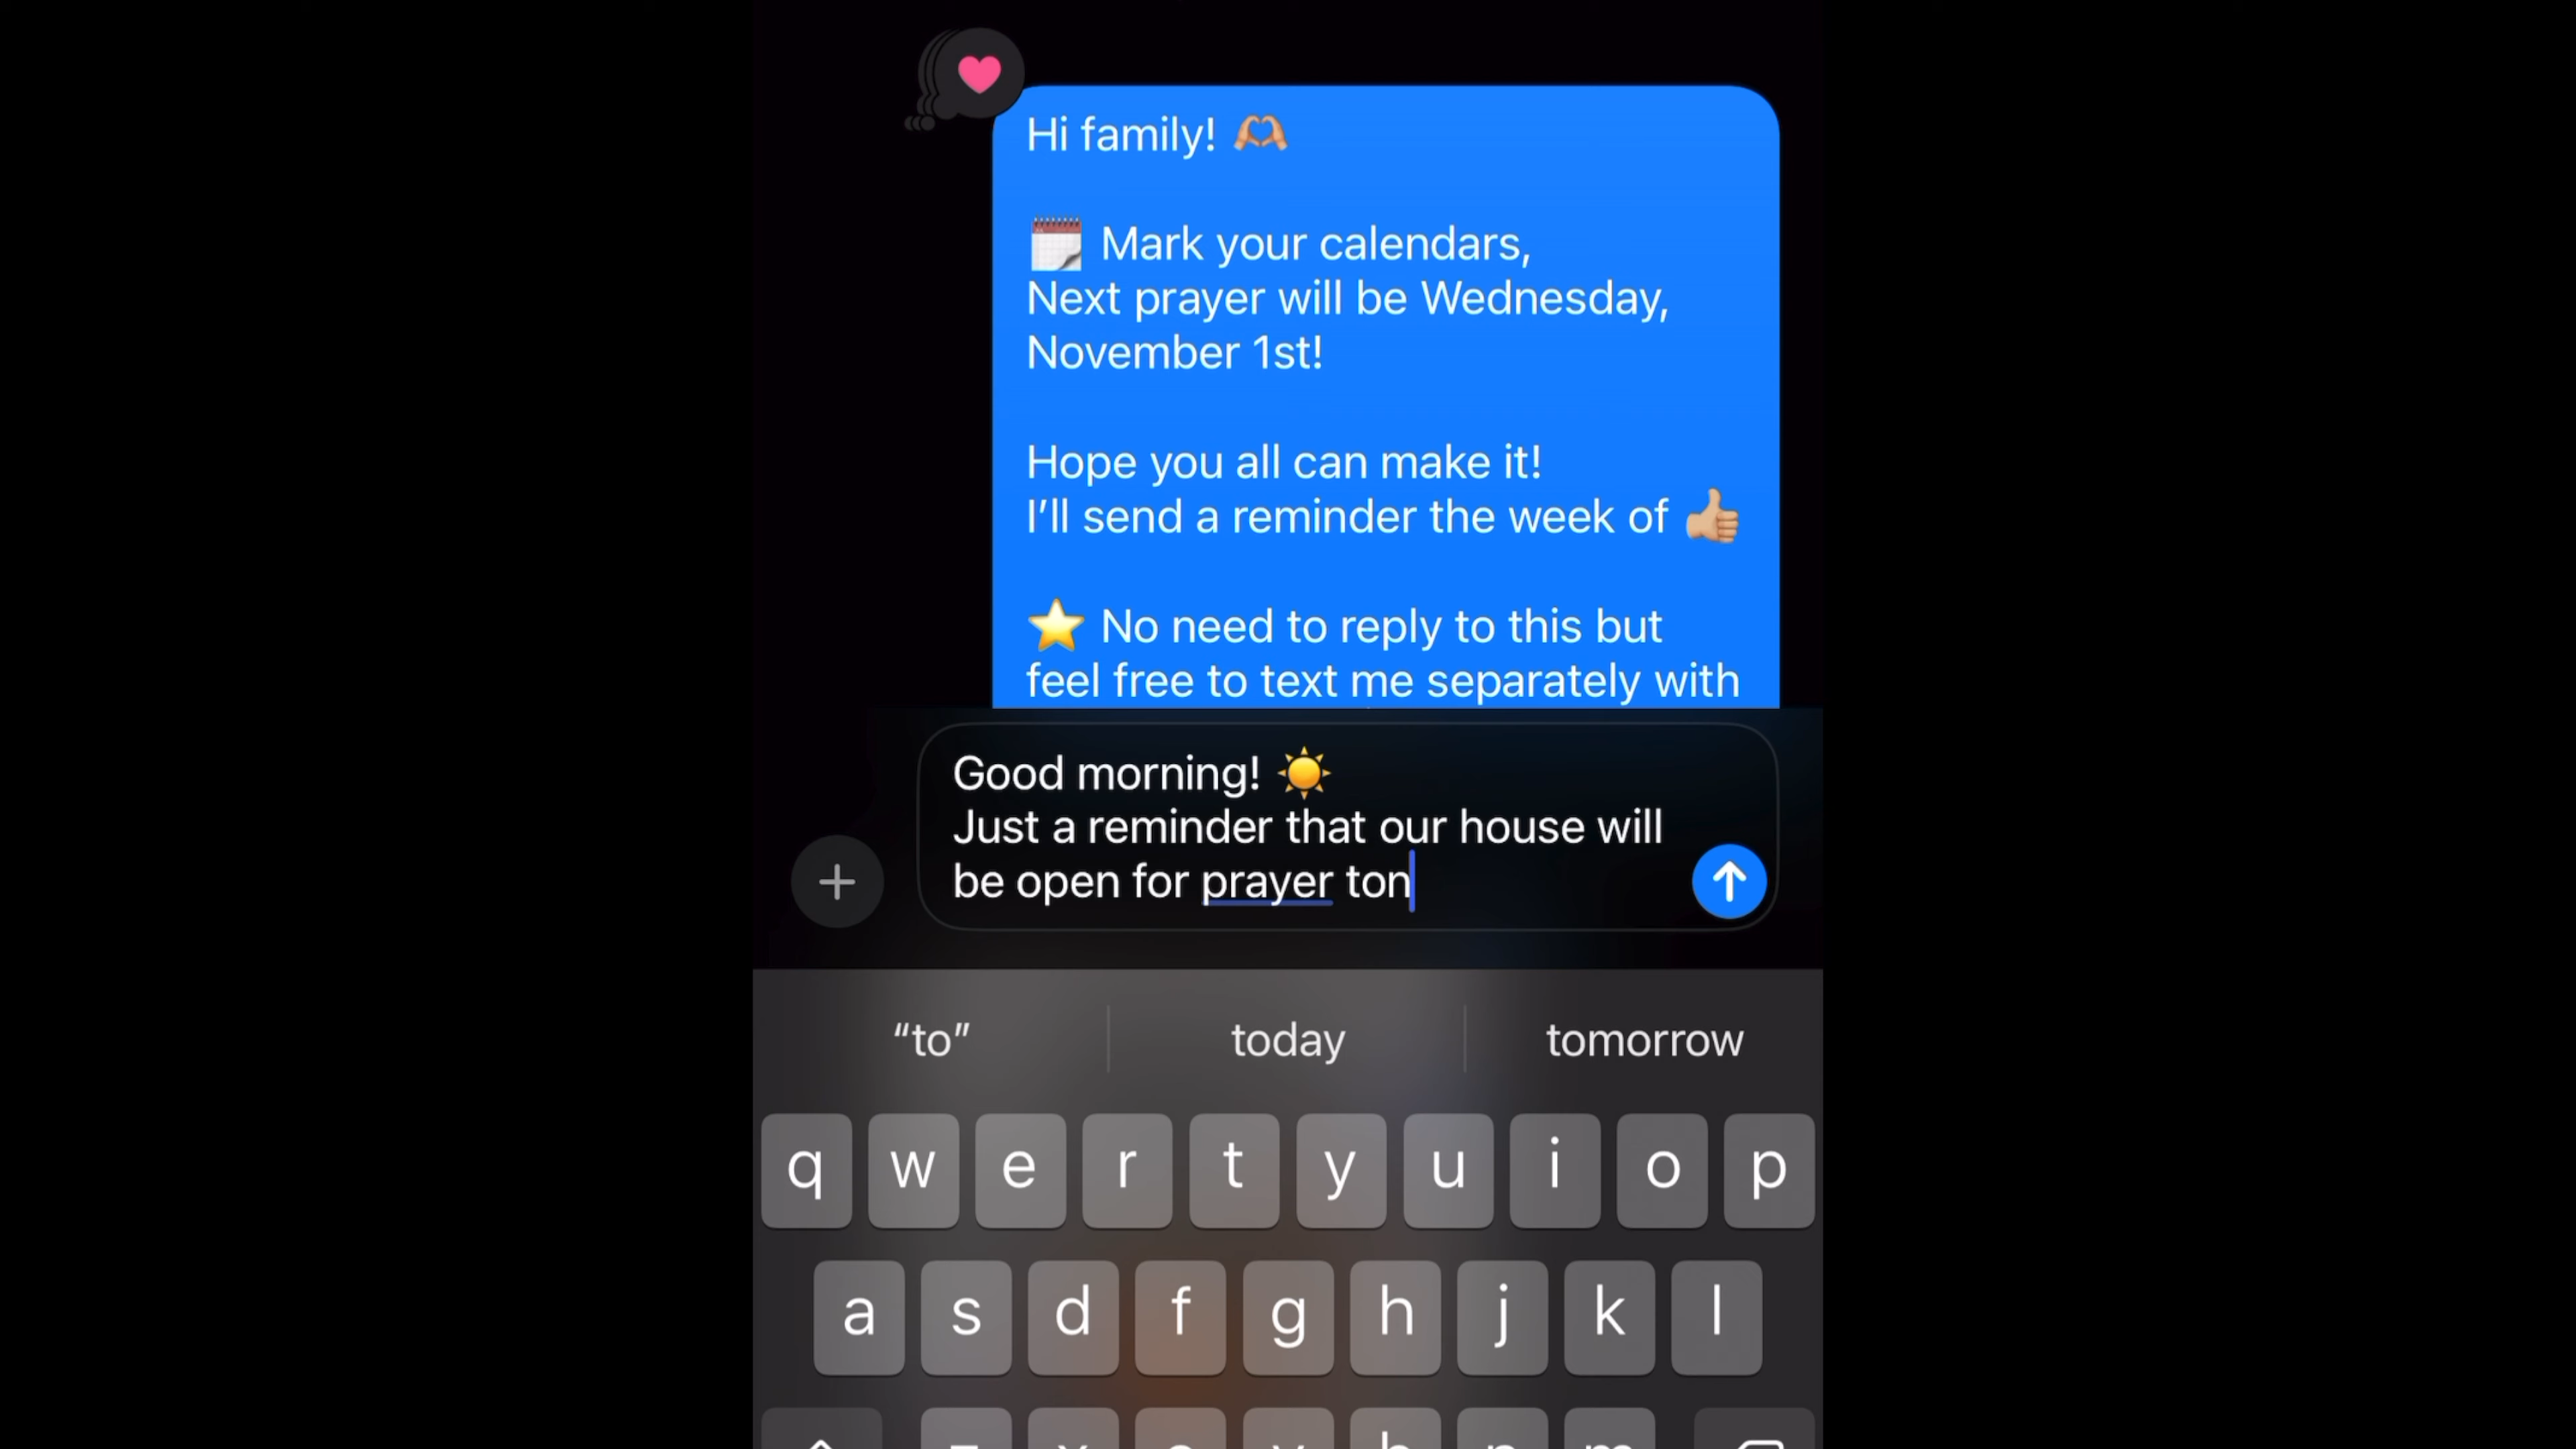 Hi family! 🫶🏼
🗓 Mark your calendars,
Next prayer will be Wednesday,
November 1st!
Hope you all can make it!
I’ll send a reminder the week of 👍🏼
⭐ No need to reply to this but
feel free to text me separately with
Good morning! ☀️
Just a reminder that our house will
be open for prayer ton
“to” today tomorrow
q w e r t y u i o p
a s d f g h j k l